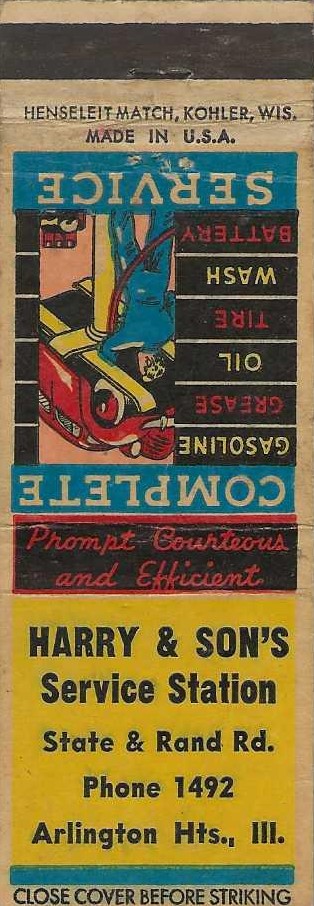 HENSELEIT MATCH, KOHLER, WIS.
MADE IN U.S.A.
COMPLETE
GASOLINE
GREASE
OIL
TIRE
WASH
BATTERY
SERVICE
Prompt Courteous
and Efficient
HARRY & SON'S
Service Station
State & Rand Rd.
Phone 1492
Arlington Hts., Ill.
CLOSE COVER BEFORE STRIKING